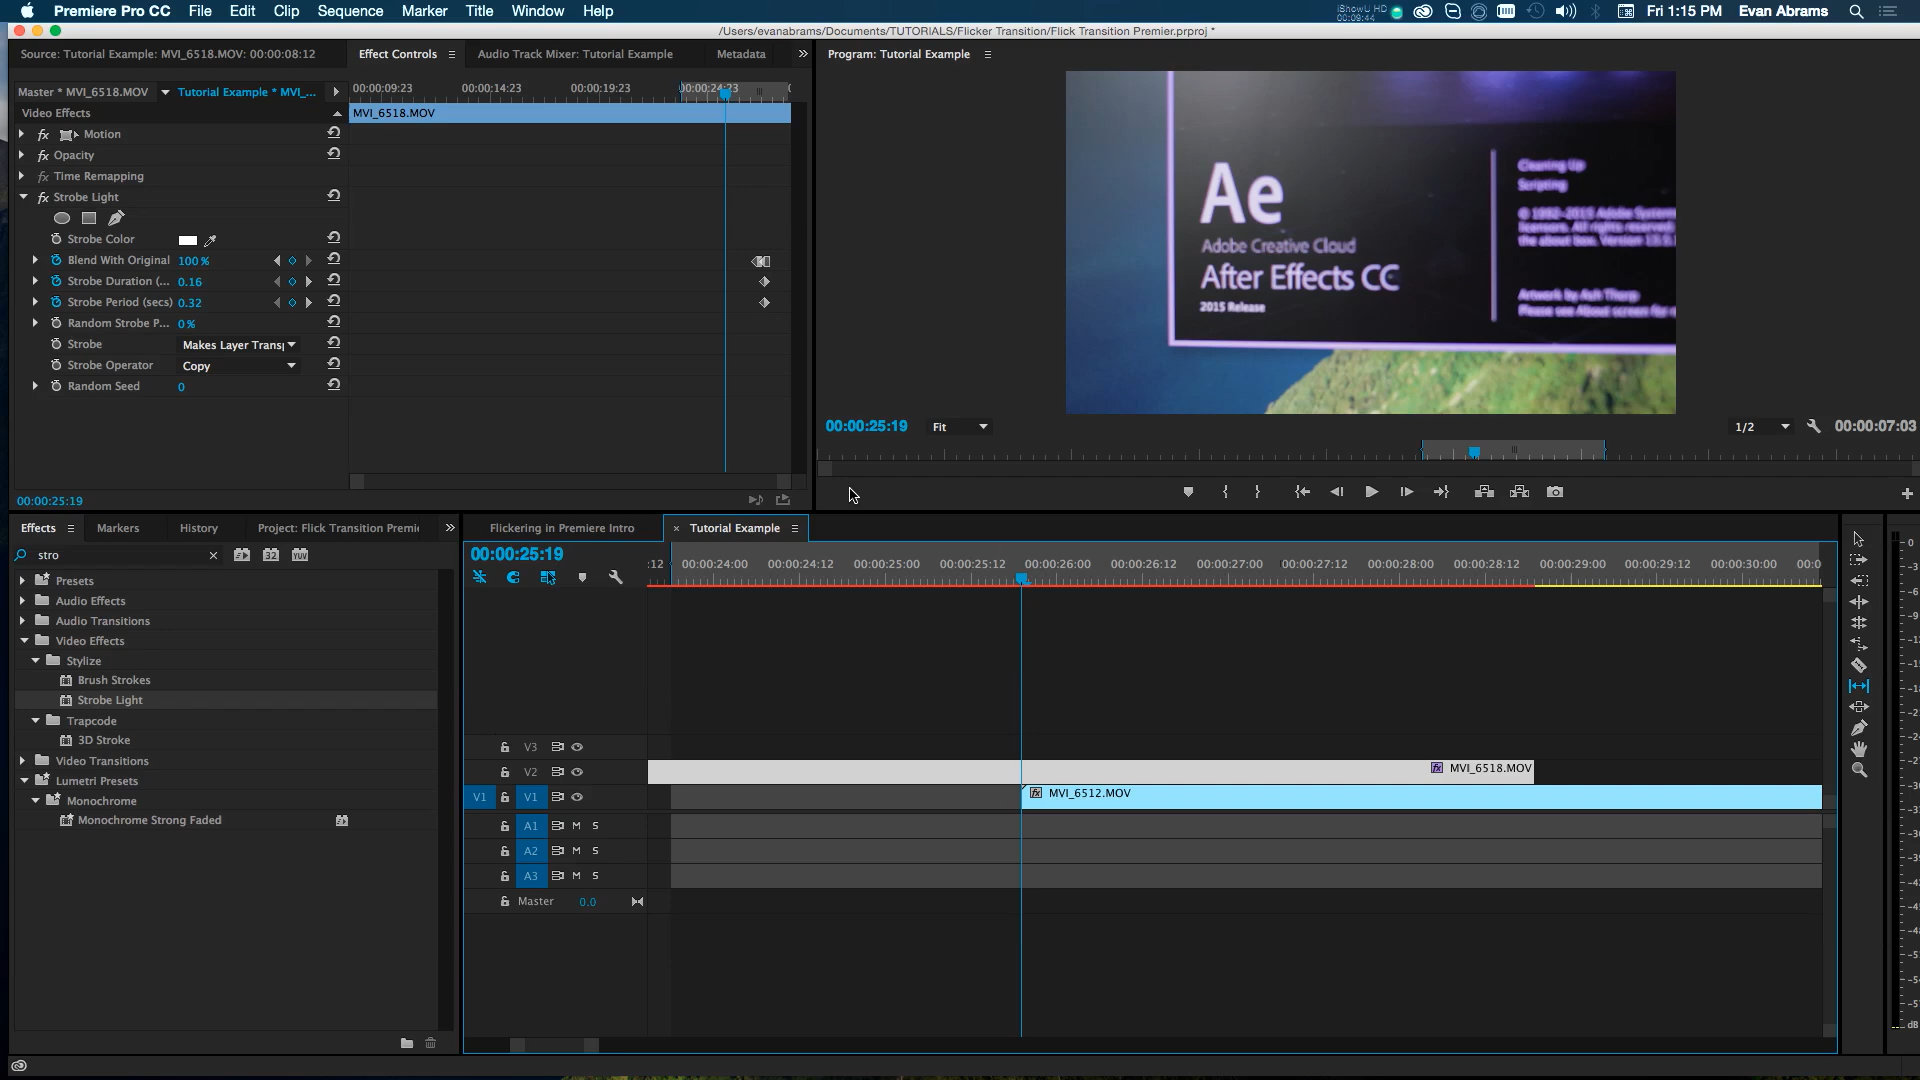 Premiere Pro CC File Edit Clip Sequence Marker Title Window Help iShowU HD 00:09:44 Fri 1:15 PM Evan Abrams
/Users/evanabrams/Documents/TUTORIALS/Flicker Transition/Flick Transition Premier.prproj *
Source: Tutorial Example: MVI_6518.MOV: 00:00:08:12 Effect Controls Audio Track Mixer: Tutorial Example Metadata Program: Tutorial Example
Master * MVI_6518.MOV Tutorial Example * MVI_... 00:00:09:23 00:00:14:23 00:00:19:23 00:00:24:23
Video Effects MVI_6518.MOV
fx Motion
fx Opacity
fx Time Remapping
fx Strobe Light
Strobe Color
Blend With Original 100 %
Strobe Duration (... 0.16
Strobe Period (secs) 0.32
Random Strobe P... 0 %
Strobe Makes Layer Transp
Strobe Operator Copy
Random Seed 0
00:00:25:19
Cleaning Up
Scripting
© 1992-2015 Adobe Systems
licensors. All rights reserved
the about box. Version 13.5.
Ae
Adobe Creative Cloud
After Effects CC
2015 Release
Artwork by Ash Thorp
Please see About screen for
00:00:25:19 Fit 1/2 00:00:07:03
Effects Markers History Project: Flick Transition Premie Flickering in Premiere Intro × Tutorial Example
stro 32 YUV
Presets
Audio Effects
Audio Transitions
Video Effects
Stylize
Brush Strokes
Strobe Light
Trapcode
3D Stroke
Video Transitions
Lumetri Presets
Monochrome
Monochrome Strong Faded
00:00:25:19
:12 00:00:24:00 00:00:24:12 00:00:25:00 00:00:25:12 00:00:26:00 00:00:26:12 00:00:27:00 00:00:27:12 00:00:28:00 00:00:28:12 00:00:29:00 00:00:29:12 00:00:30:00 00:0
V3
V2 fx MVI_6518.MOV
V1 V1 fx MVI_6512.MOV
A1 M S
A2 M S
A3 M S
Master 0.0
0
-3
-6
-9
dB